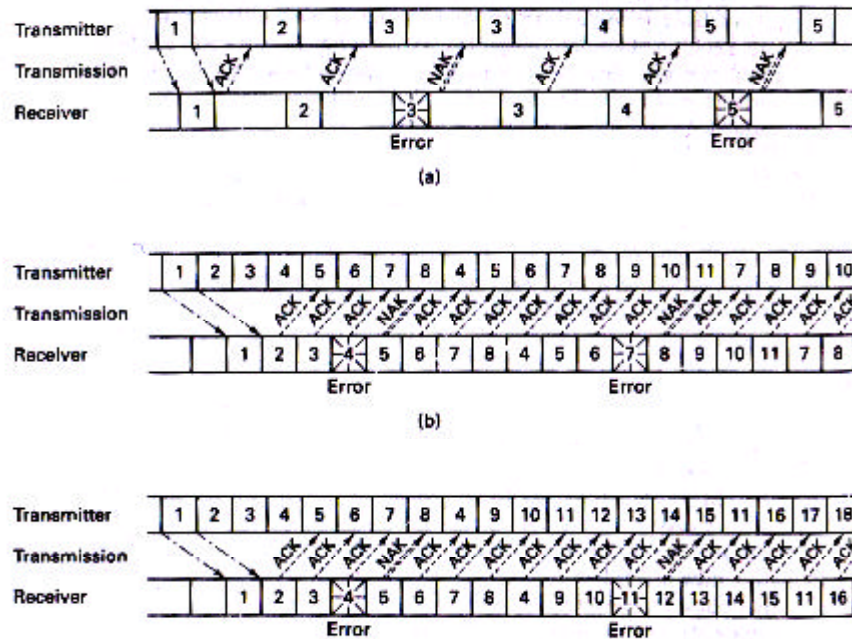 Transmitter 1 2 3 3 4 5 5
Transmission ACK ACK NAK ACK ACK NAK
Receiver 1 2 3 3 4 5 5
Error Error
(a)
Transmitter 1 2 3 4 5 6 7 8 4 5 6 7 8 9 10 11 7 8 9 10
Transmission ACK ACK ACK NAK ACK ACK ACK ACK ACK ACK ACK NAK ACK ACK ACK ACK
Receiver 1 2 3 4 5 6 7 8 4 5 6 7 8 9 10 11 7 8
Error Error
(b)
Transmitter 1 2 3 4 5 6 7 8 4 9 10 11 12 13 14 15 11 16 17 18
Transmission ACK ACK ACK NAK ACK ACK ACK ACK ACK ACK ACK NAK ACK ACK ACK ACK
Receiver 1 2 3 4 5 6 7 8 4 9 10 11 12 13 14 15 11 16
Error Error